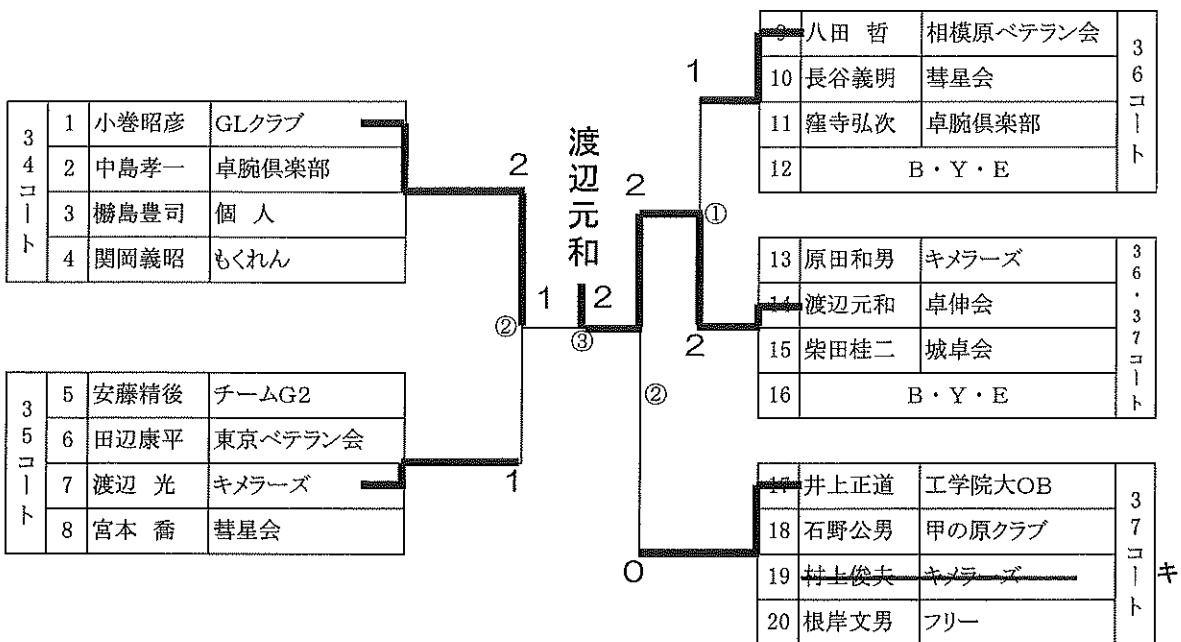 34コート
1 小巻昭彦 GLクラブ
2 中島孝一 卓腕倶楽部
3 櫛島豊司 個 人
4 関岡義昭 もくれん
35コート
5 安藤精後 チームG2
6 田辺康平 東京ベテラン会
7 渡辺 光 キメラーズ
8 宮本 喬 彗星会
2
1
②
1
渡辺元和
2
③
2
①
1
2
②
0
36コート
9 八田 哲 相模原ベテラン会
10 長谷義明 彗星会
11 窪寺弘次 卓腕倶楽部
12 B・Y・E
36・37コート
13 原田和男 キメラーズ
14 渡辺元和 卓伸会
15 柴田桂二 城卓会
16 B・Y・E
37コート
17 井上正道 工学院大OB
18 石野公男 甲の原クラブ
19 村上俊夫 キメラーズ
20 根岸文男 フリー
キ